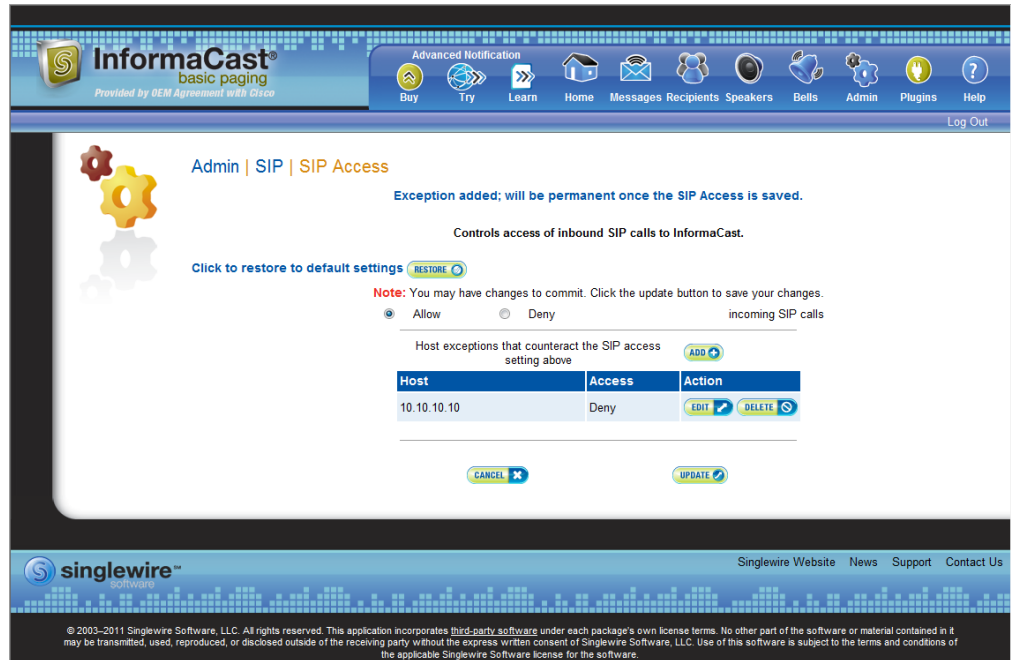 InformaCast®
basic paging
Provided by OEM Agreement with Cisco
Advanced Notification
Buy Try Learn Home Messages Recipients Speakers Bells Admin Plugins Help
Log Out
Admin | SIP | SIP Access
Exception added; will be permanent once the SIP Access is saved.
Controls access of inbound SIP calls to InformaCast.
Click to restore to default settings RESTORE
Note: You may have changes to commit. Click the update button to save your changes.
Allow Deny incoming SIP calls
Host exceptions that counteract the SIP access
setting above
ADD
Host Access Action
10.10.10.10 Deny EDIT DELETE
CANCEL UPDATE
Singlewire Website News Support Contact Us
singlewire™
software
© 2003–2011 Singlewire Software, LLC. All rights reserved. This application incorporates third-party software under each package's own license terms. No other part of the software or material contained in it
may be transmitted, used, reproduced, or disclosed outside of the receiving party without the express written consent of Singlewire Software, LLC. Use of this software is subject to the terms and conditions of
the applicable Singlewire Software license for the software.